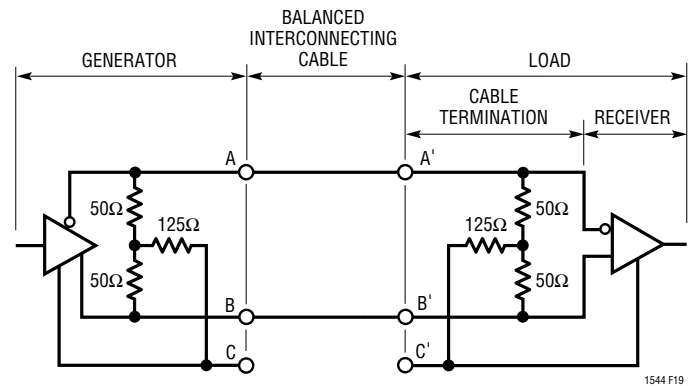 BALANCED
INTERCONNECTING
CABLE
GENERATOR
LOAD
CABLE
TERMINATION
RECEIVER
A
A'
50Ω
125Ω
50Ω
125Ω
50Ω
50Ω
B
B'
C
C'
1544 F19